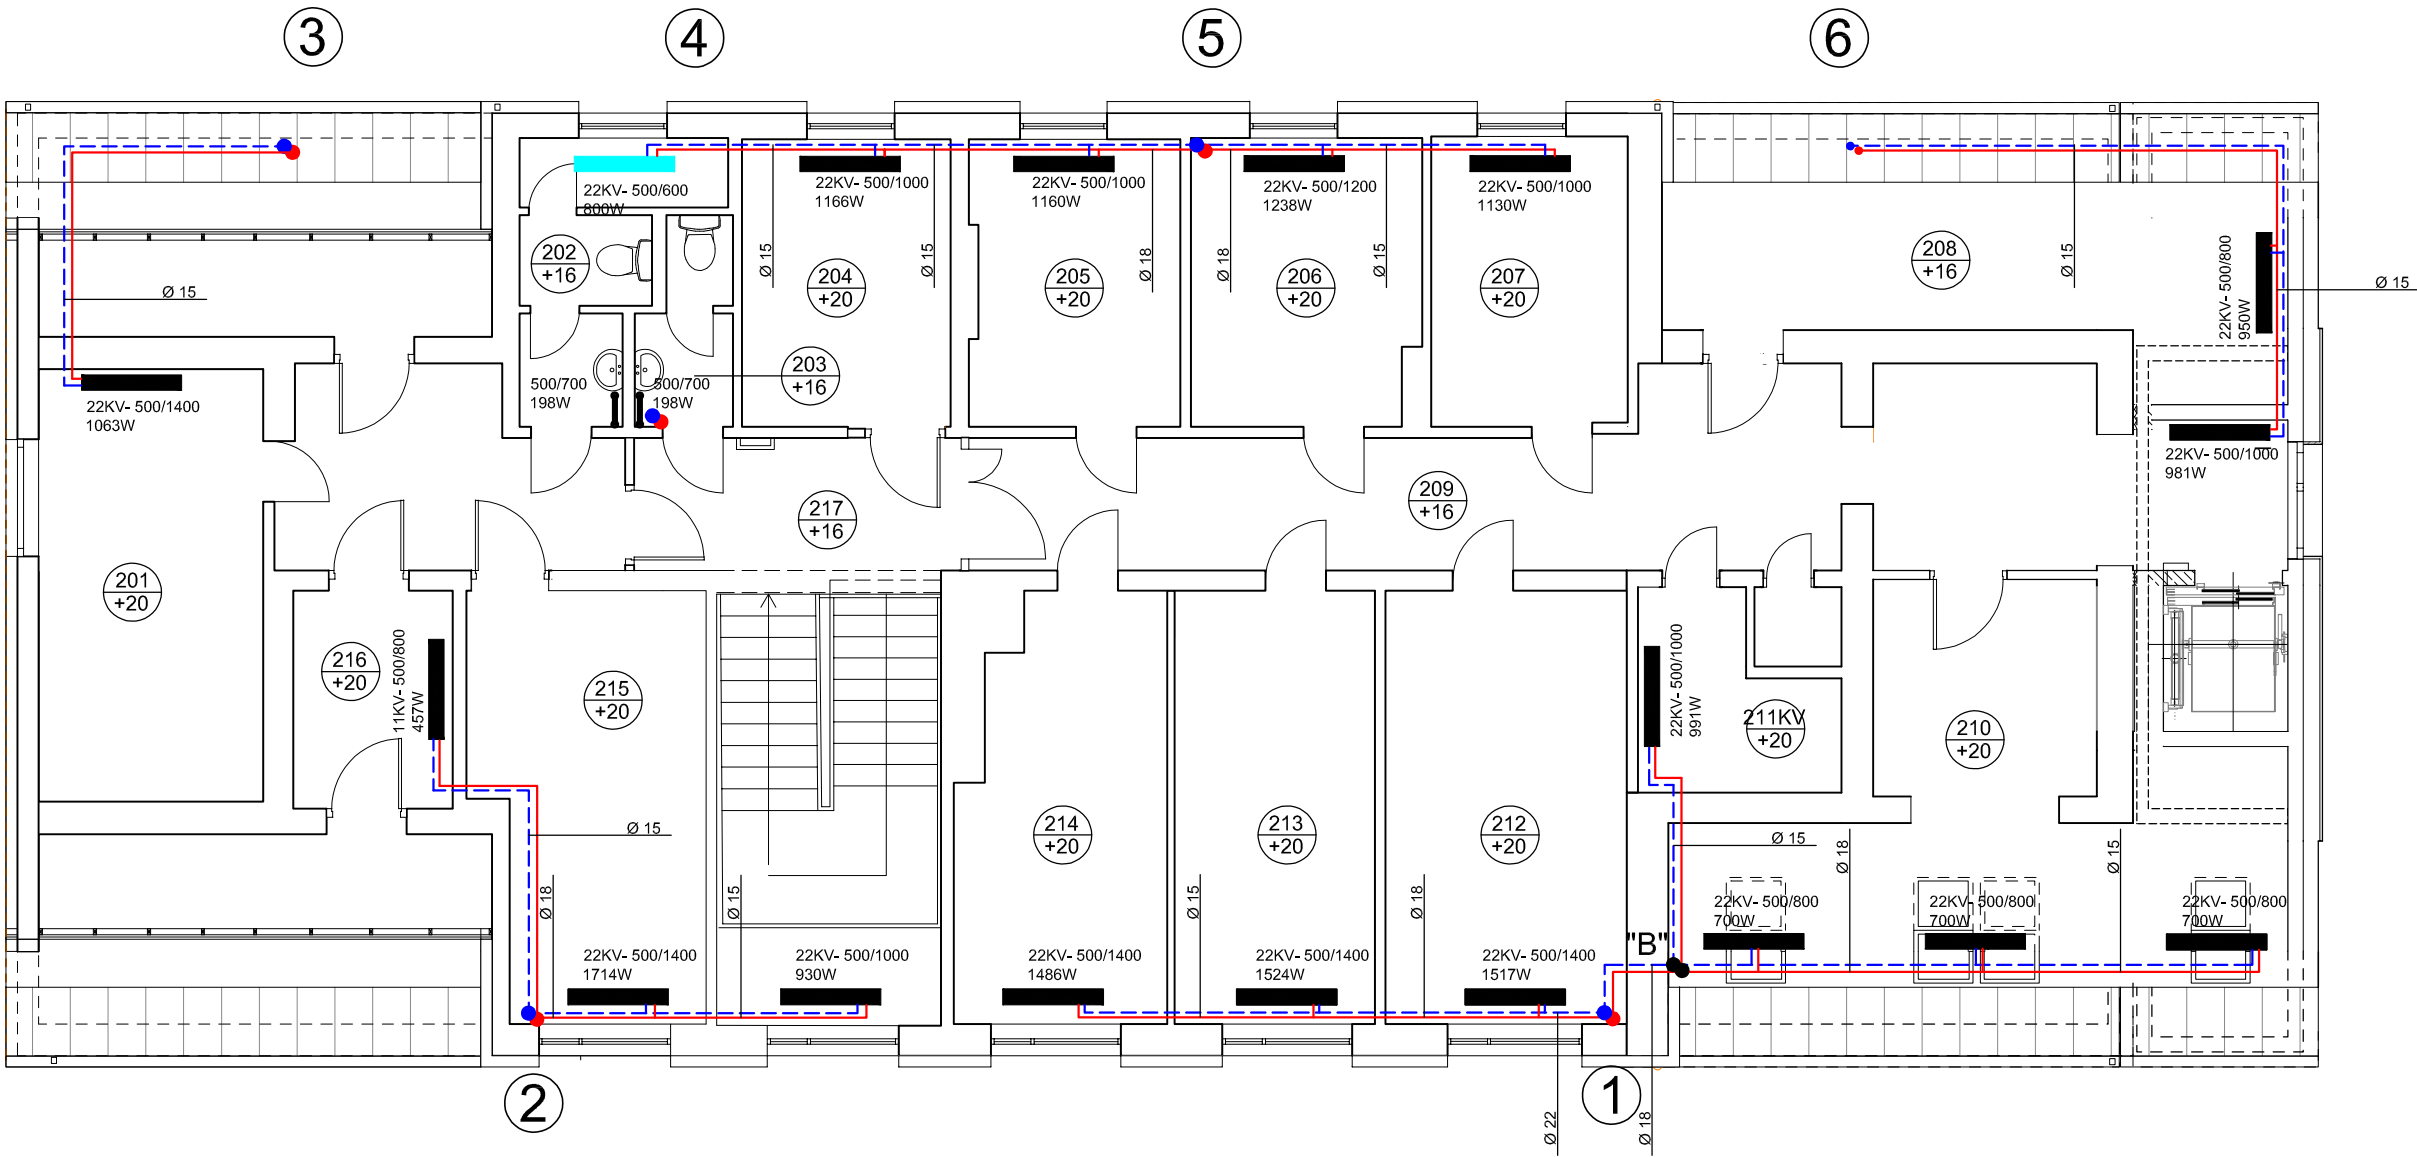 3
4
5
6
22KV- 500/600
800W
22KV- 500/1000
1166W
22KV- 500/1000
1160W
22KV- 500/1200
1238W
22KV- 500/1000
1130W
202
+16
204
+20
205
+20
206
+20
207
+20
208
+16
Ø 15
Ø 15
Ø 15
Ø 18
Ø 18
Ø 15
Ø 15
22KV- 500/800
950W
Ø 15
203
+16
500/700
198W
500/700
198W
22KV- 500/1400
1063W
22KV- 500/1000
981W
217
+16
209
+16
201
+20
216
+20
11KV- 500/800
457W
215
+20
22KV- 500/1000
991W
211KV
+20
210
+20
214
+20
213
+20
212
+20
Ø 15
Ø 15
Ø 18
Ø 15
Ø 18
Ø 15
Ø 15
Ø 18
22KV- 500/800
700W
22KV- 500/800
700W
22KV- 500/800
700W
"B"
22KV- 500/1400
1714W
22KV- 500/1000
930W
22KV- 500/1400
1486W
22KV- 500/1400
1524W
22KV- 500/1400
1517W
2
1
Ø 22
Ø 18